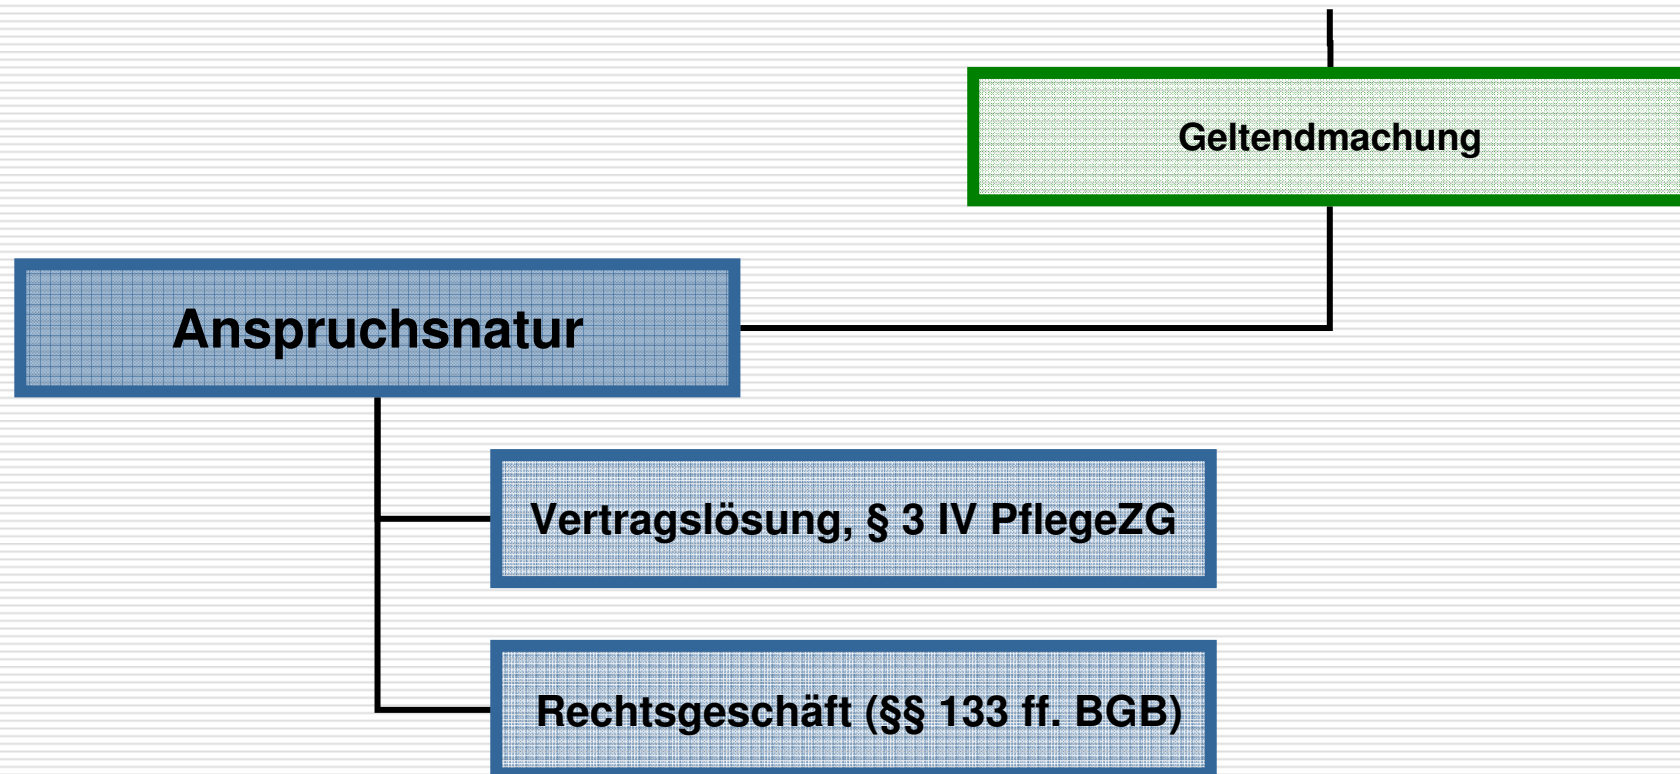 Geltendmachung
Anspruchsnatur
Vertragslösung, § 3 IV PflegeZG
Rechtsgeschäft (§§ 133 ff. BGB)